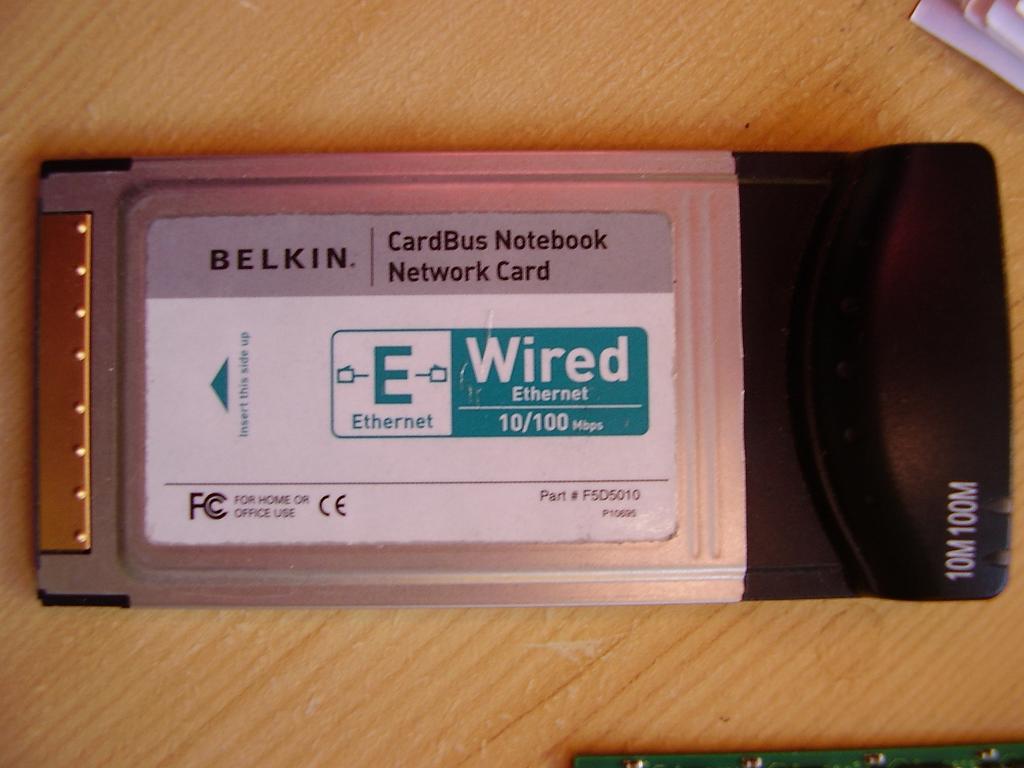 BELKIN.
CardBus Notebook
Network Card
Insert this side up
E
Ethernet
Wired
Ethernet
10/100 Mbps
FC FOR HOME OR
OFFICE USE
CE
Part # F5D5010
P10695
10M 100M